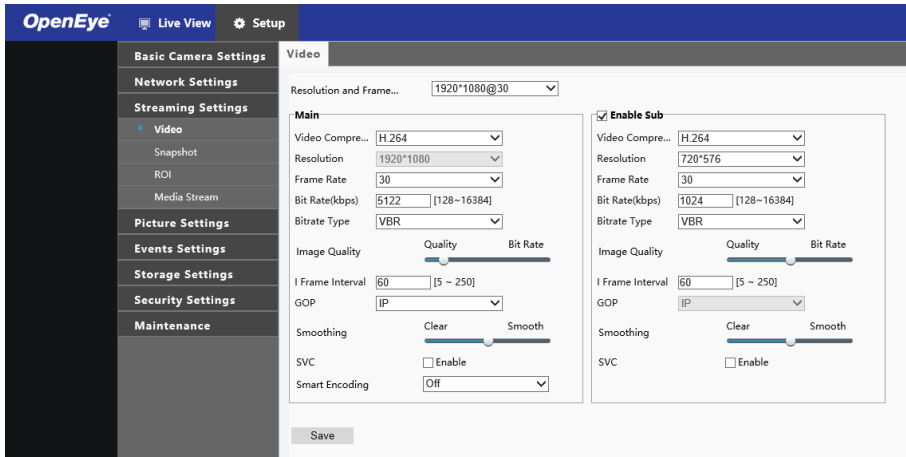 OpenEye Live View Setup
Basic Camera Settings
Network Settings
Streaming Settings
Video
Snapshot
ROI
Media Stream
Picture Settings
Events Settings
Storage Settings
Security Settings
Maintenance
Video
Resolution and Frame... 1920*1080@30
Main
Video Compre... H.264
Resolution 1920*1080
Frame Rate 30
Bit Rate(kbps) 5122 [128~16384]
Bitrate Type VBR
Quality Bit Rate
Image Quality
I Frame Interval 60 [5 ~ 250]
GOP IP
Clear Smooth
Smoothing
SVC Enable
Smart Encoding Off
Enable Sub
Video Compre... H.264
Resolution 720*576
Frame Rate 30
Bit Rate(kbps) 1024 [128~16384]
Bitrate Type VBR
Quality Bit Rate
Image Quality
I Frame Interval 60 [5 ~ 250]
GOP IP
Clear Smooth
Smoothing
SVC Enable
Save